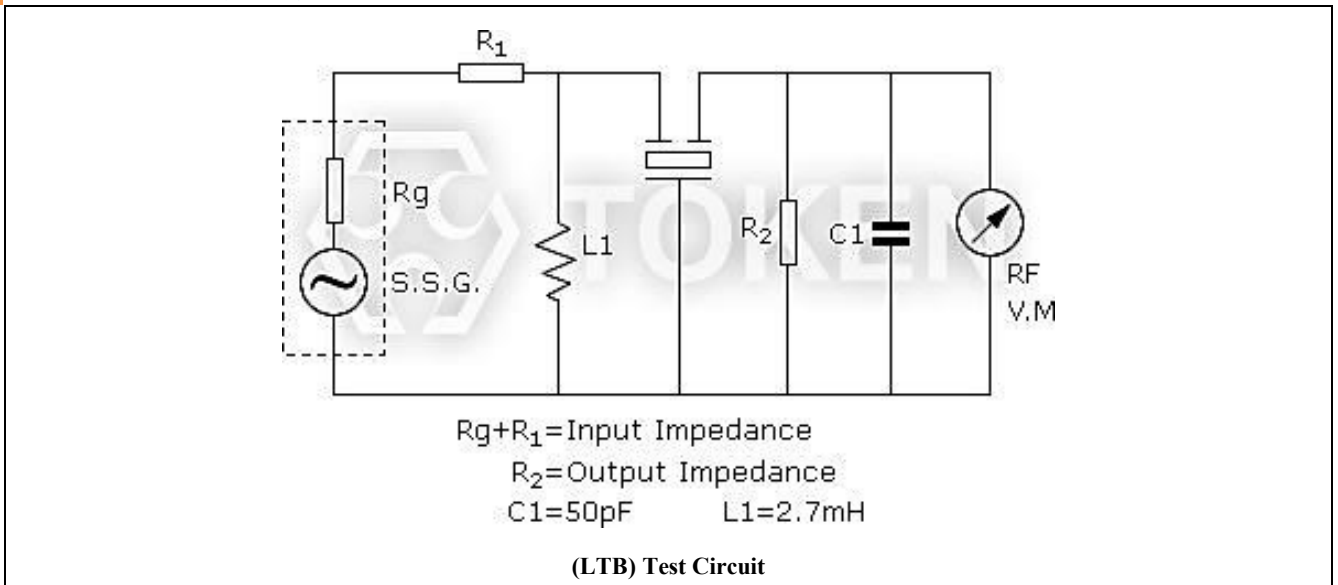 R1
TOKEN
Rg
S.S.G.
L1
R2
C1
RF
V.M
Rg+R1=Input Impedance
R2=Output Impedance
C1=50pF L1=2.7mH
(LTB) Test Circuit